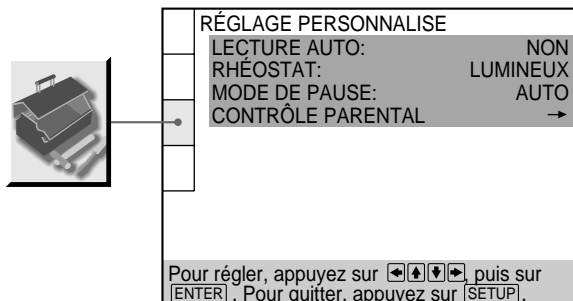 RÉGLAGE PERSONNALISE
LECTURE AUTO: NON
RHÉOSTAT: LUMINEUX
MODE DE PAUSE: AUTO
CONTRÔLE PARENTAL →
Pour régler, appuyez sur ←↑↓→, puis sur
ENTER . Pour quitter, appuyez sur SETUP .